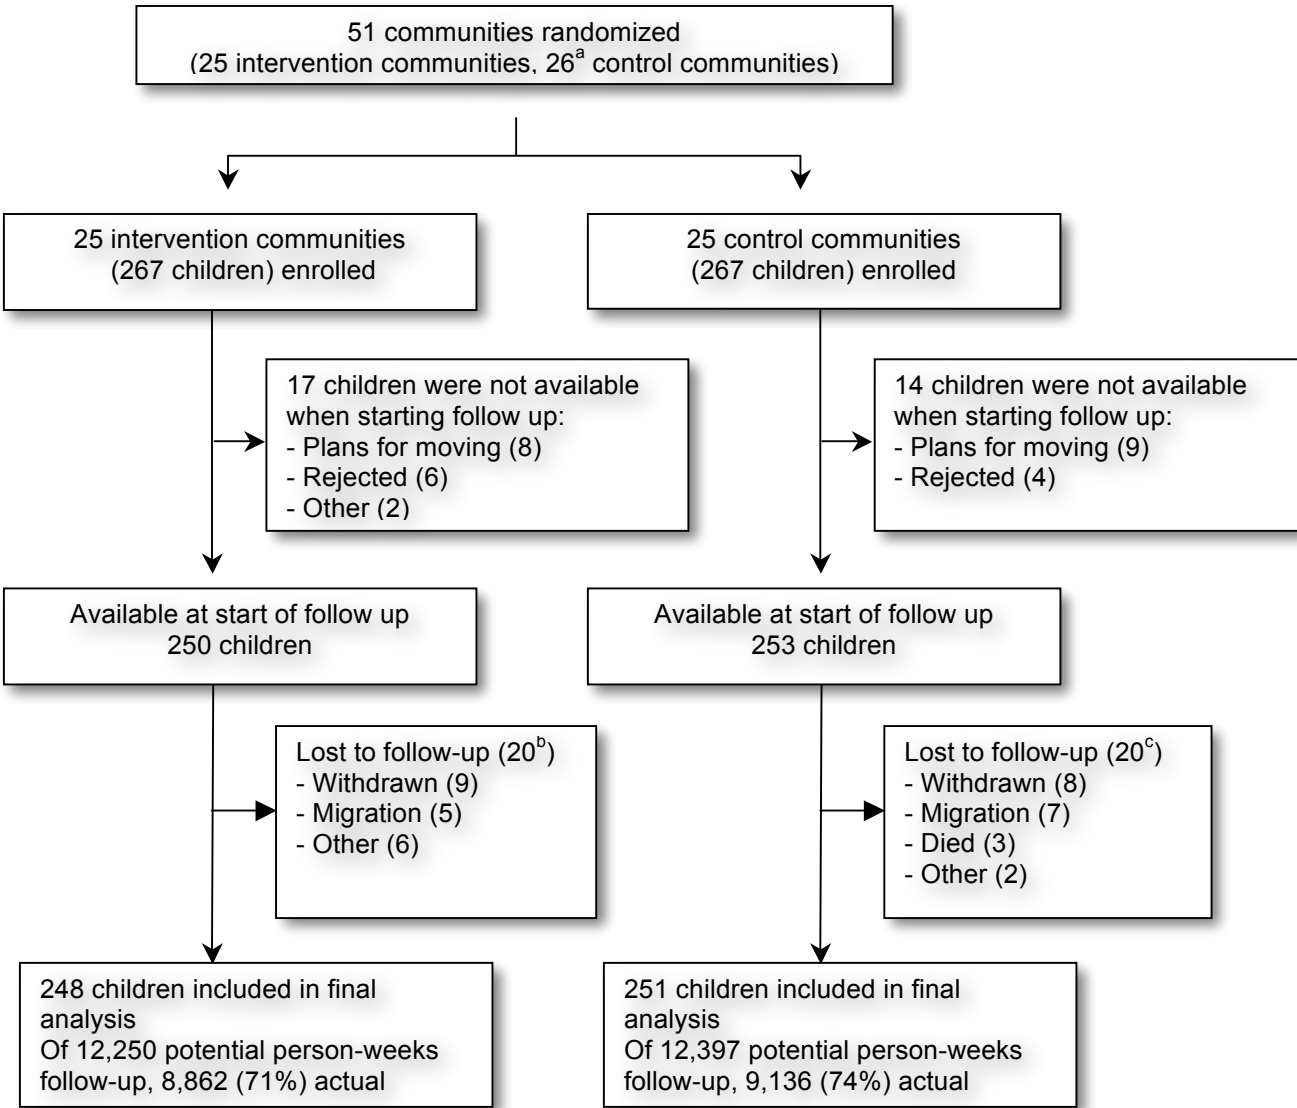 51 communities randomized
(25 intervention communities, 26a control communities)
25 intervention communities
(267 children) enrolled
25 control communities
(267 children) enrolled
17 children were not available
when starting follow up:
- Plans for moving (8)
- Rejected (6)
- Other (2)
14 children were not available
when starting follow up:
- Plans for moving (9)
- Rejected (4)
Available at start of follow up
250 children
Available at start of follow up
253 children
Lost to follow-up (20b)
- Withdrawn (9)
- Migration (5)
- Other (6)
Lost to follow-up (20c)
- Withdrawn (8)
- Migration (7)
- Died (3)
- Other (2)
248 children included in final
analysis
Of 12,250 potential person-weeks
follow-up, 8,862 (71%) actual
251 children included in final
analysis
Of 12,397 potential person-weeks
follow-up, 9,136 (74%) actual